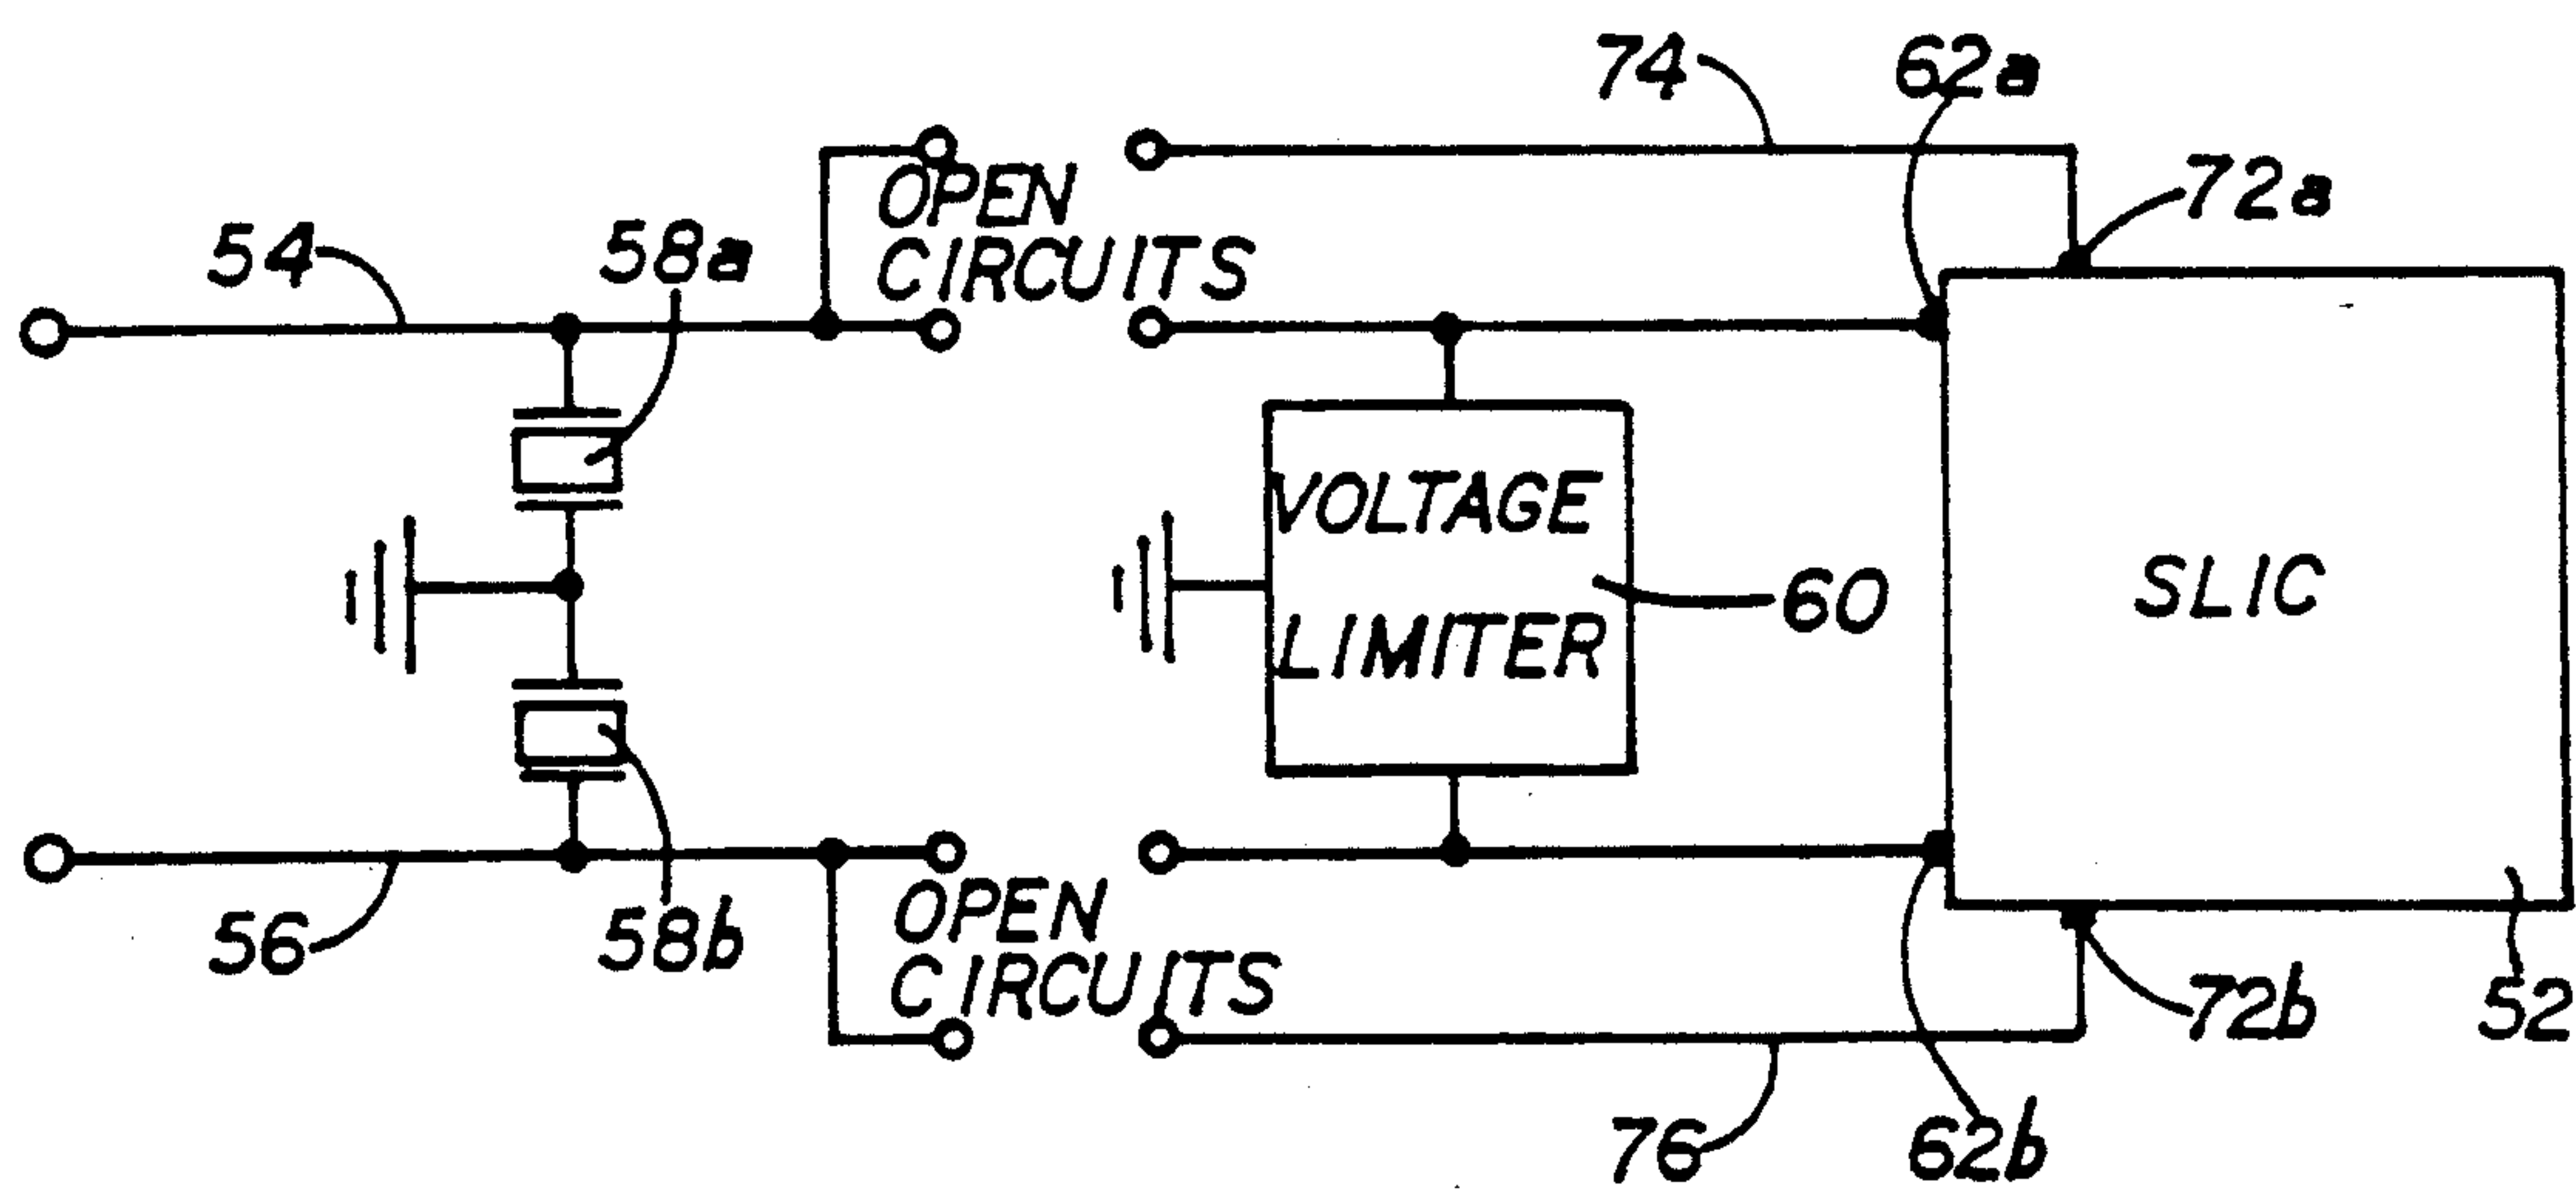 74
62a
72a
OPEN
CIRCUITS
54
58a
VOLTAGE
LIMITER
60
SLIC
56
58b
OPEN
CIRCUITS
72b
52
76
62b